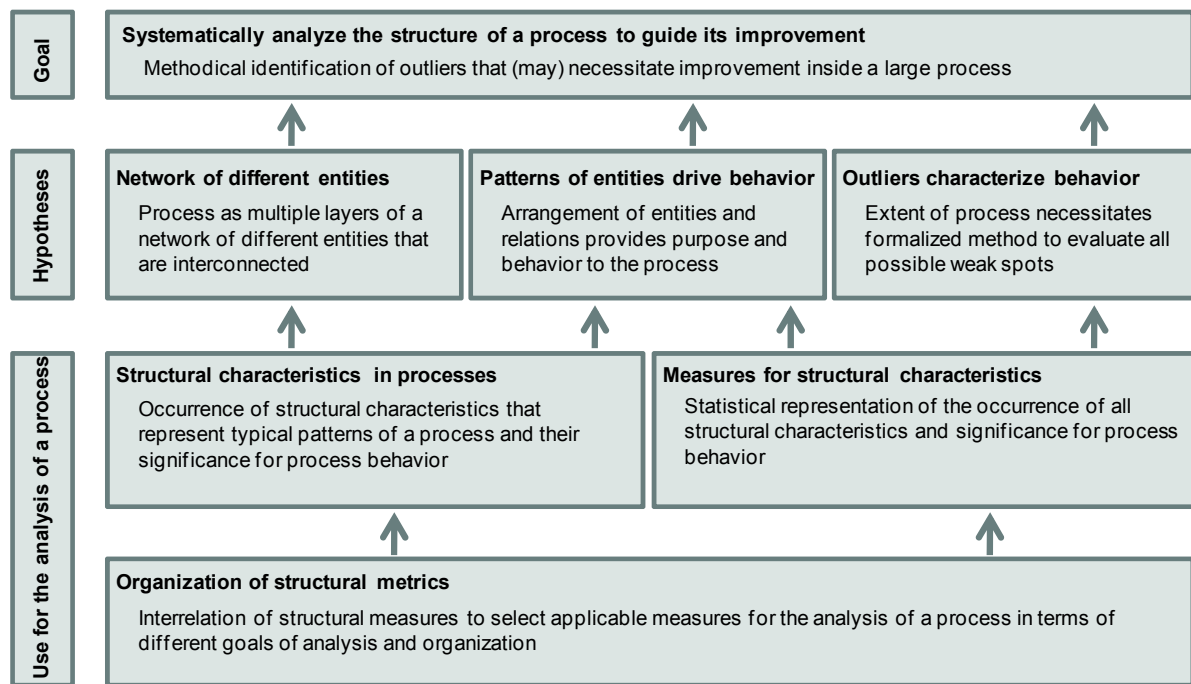 Goal
Systematically analyze the structure of a process to guide its improvement
Methodical identification of outliers that (may) necessitate improvement inside a large process
Hypotheses
Network of different entities
Process as multiple layers of a
network of different entities that
are interconnected
Patterns of entities drive behavior
Arrangement of entities and
relations provides purpose and
behavior to the process
Outliers characterize behavior
Extent of process necessitates
formalized method to evaluate all
possible weak spots
Use for the analysis of a process
Structural characteristics in processes
Occurrence of structural characteristics that
represent typical patterns of a process and their
significance for process behavior
Measures for structural characteristics
Statistical representation of the occurrence of all
structural characteristics and significance for process
behavior
Organization of structural metrics
Interrelation of structural measures to select applicable measures for the analysis of a process in terms of
different goals of analysis and organization